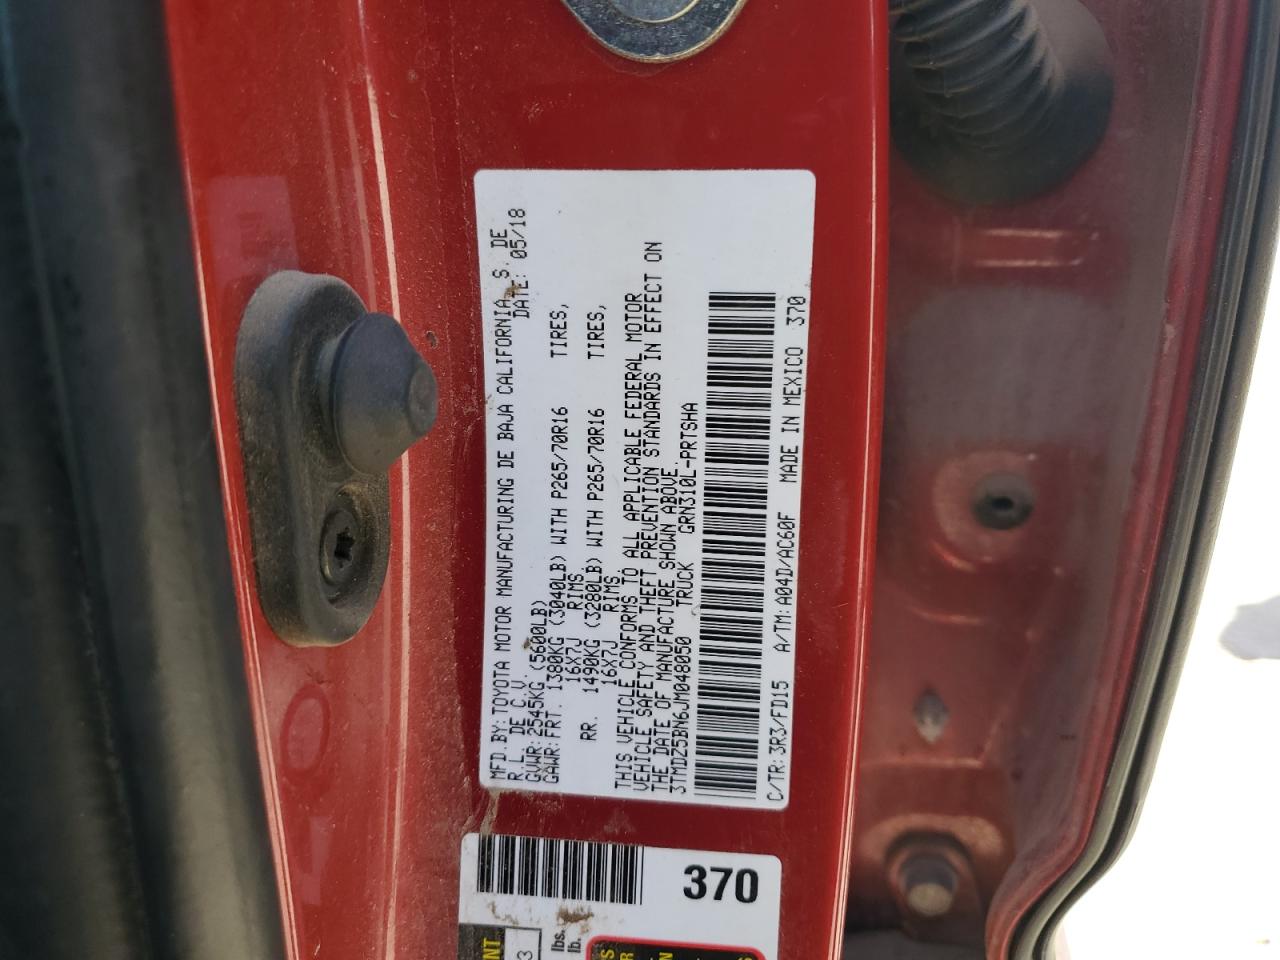 MFD.BY:TOYOTA MOTOR MANUFACTURING DE BAJA CALIFORNIA, S. DE
R.L. DE C.V. DATE: 05/18
GVWR:2545KG (5600LB)
GAWR:FRT. 1380KG (3040LB) WITH P265/70R16 TIRES,
16X7J RIMS.
RR. 1490KG (3280LB) WITH P265/70R16 TIRES,
16X7J RIMS.
THIS VEHICLE CONFORMS TO ALL APPLICABLE FEDERAL MOTOR
VEHICLE SAFETY AND THEFT PREVENTION STANDARDS IN EFFECT ON
THE DATE OF MANUFACTURE SHOWN ABOVE.
3TMDZ5BN6JM048050 TRUCK GRN310L-PRTSHA
C/TR:3R3/FD15 A/TM:A04D/AC60F MADE IN MEXICO 370
370
lbs.
lb.